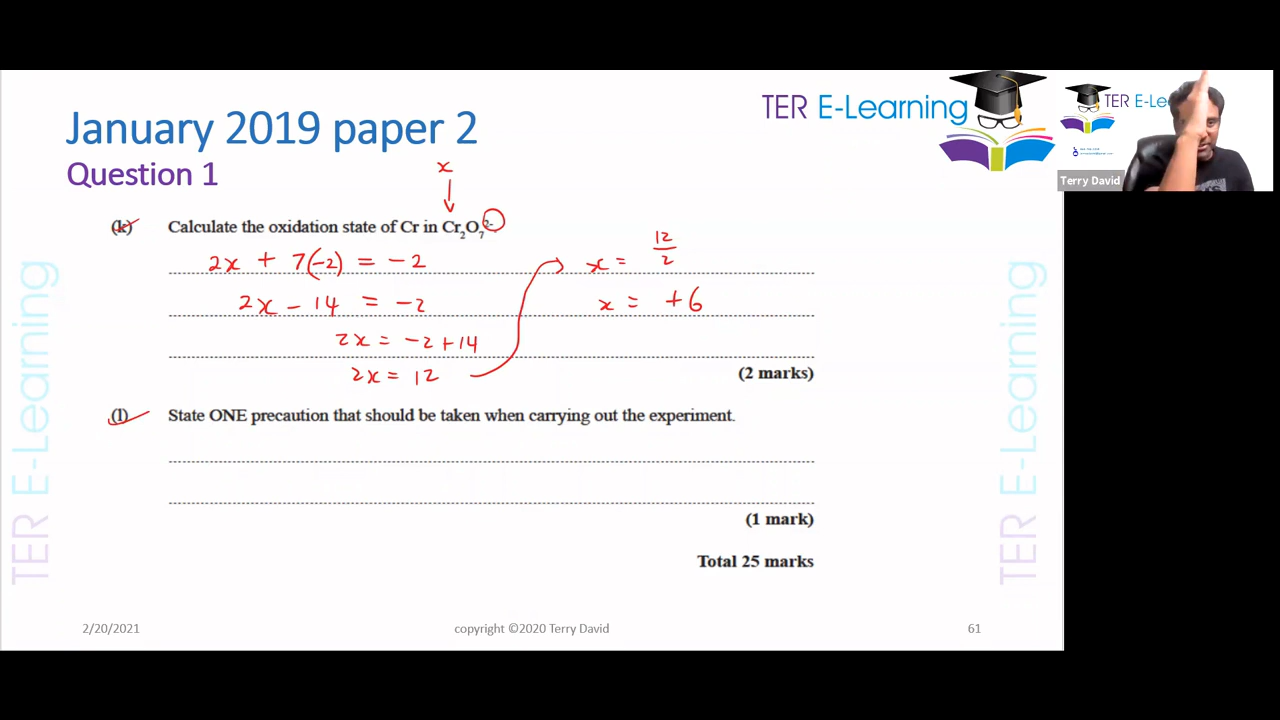 January 2019 paper 2
TER E-Learning
TER E-Lea
Terry David
Question 1
x
(k) Calculate the oxidation state of Cr in Cr₂O₇²⁻.
2x + 7(-2) = -2
x = 12/2
2x - 14 = -2
x = +6
2x = -2 + 14
2x = 12
(2 marks)
(l) State ONE precaution that should be taken when carrying out the experiment.
(1 mark)
Total 25 marks
TER E-Learning
TER E-Learning
2/20/2021
copyright ©2020 Terry David
61